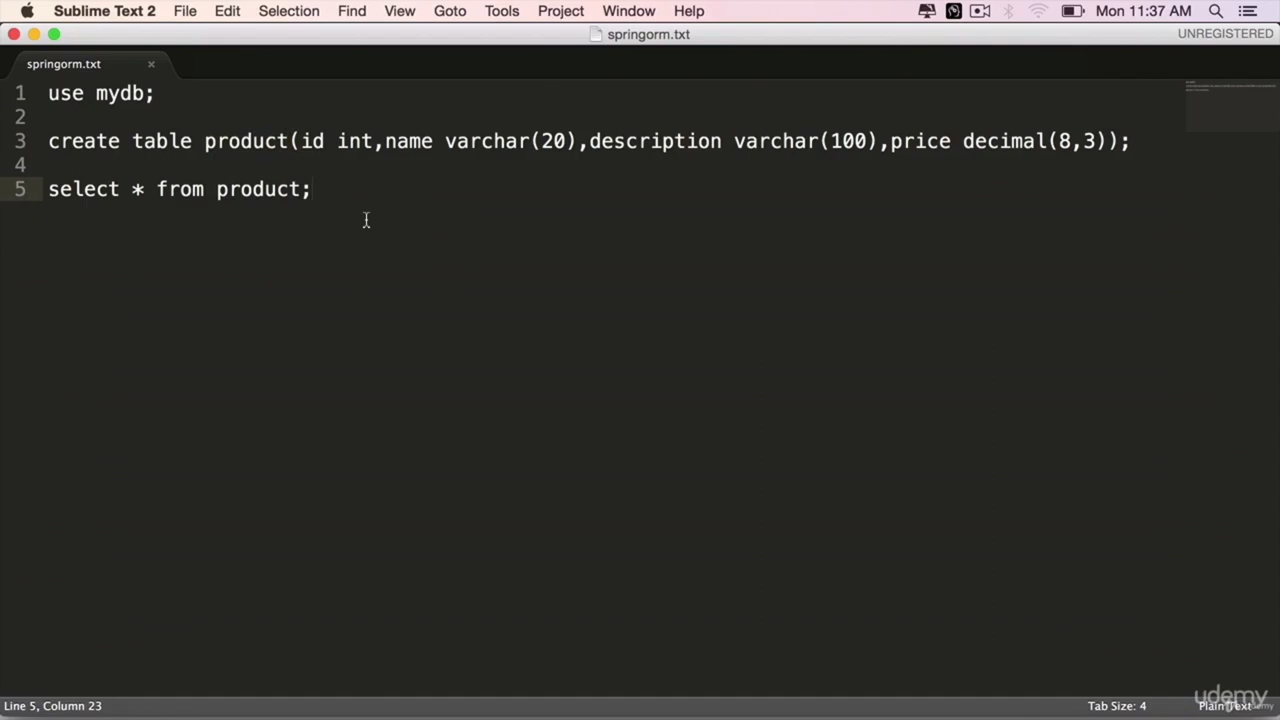 Sublime Text 2 File Edit Selection Find View Goto Tools Project Window Help Mon 11:37 AM
springorm.txt UNREGISTERED
springorm.txt
1 use mydb;
2
3 create table product(id int,name varchar(20),description varchar(100),price decimal(8,3));
4
5 select * from product;
Line 5, Column 23 Tab Size: 4 Plain Text
udemy